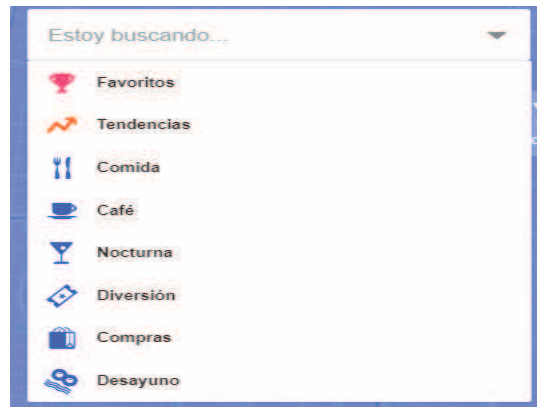 Estoy buscando...
Favoritos
Tendencias
Comida
Café
Nocturna
Diversión
Compras
Desayuno